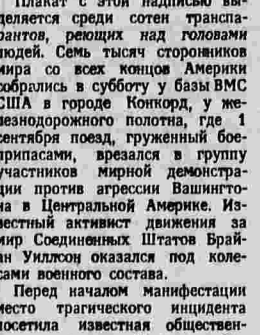 Плакат с этой надписью вы-
деляется среди сотен транспа-
рантов, реющих над головами
людей. Семь тысяч сторонников
мира со всех концов Америки
собрались в субботу у базы ВМС
США в городе Конкорд, у же-
лезнодорожного полотна, где 1
сентября поезд, груженный бое-
припасами, врезался в группу
участников мирной демонстра-
ции против агрессии Вашингто-
на в Центральной Америке. Из-
вестный активист движения за
мир Соединенных Штатов Брай-
ан Уиллсон оказался под коле-
сами военного состава.
Перед началом манифестации
место трагического инцидента
посетила известная обществен-